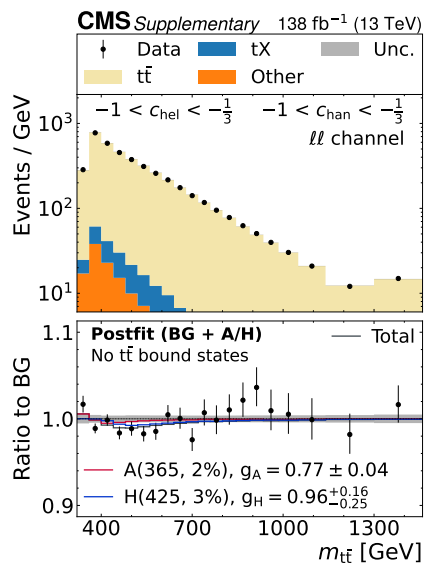 CMS Supplementary 138 fb⁻¹ (13 TeV)
Data tX Unc.
tt̄ Other
−1 < c_hel < −1/3 −1 < c_han < −1/3
ℓℓ channel
Events / GeV
10³
10²
10¹
Postfit (BG + A/H) Total
No tt̄ bound states
Ratio to BG
1.1
1.0
0.9
A(365, 2%), g_A = 0.77 ± 0.04
H(425, 3%), g_H = 0.96 +0.16 −0.25
400 700 1000 1300
m_tt̄ [GeV]